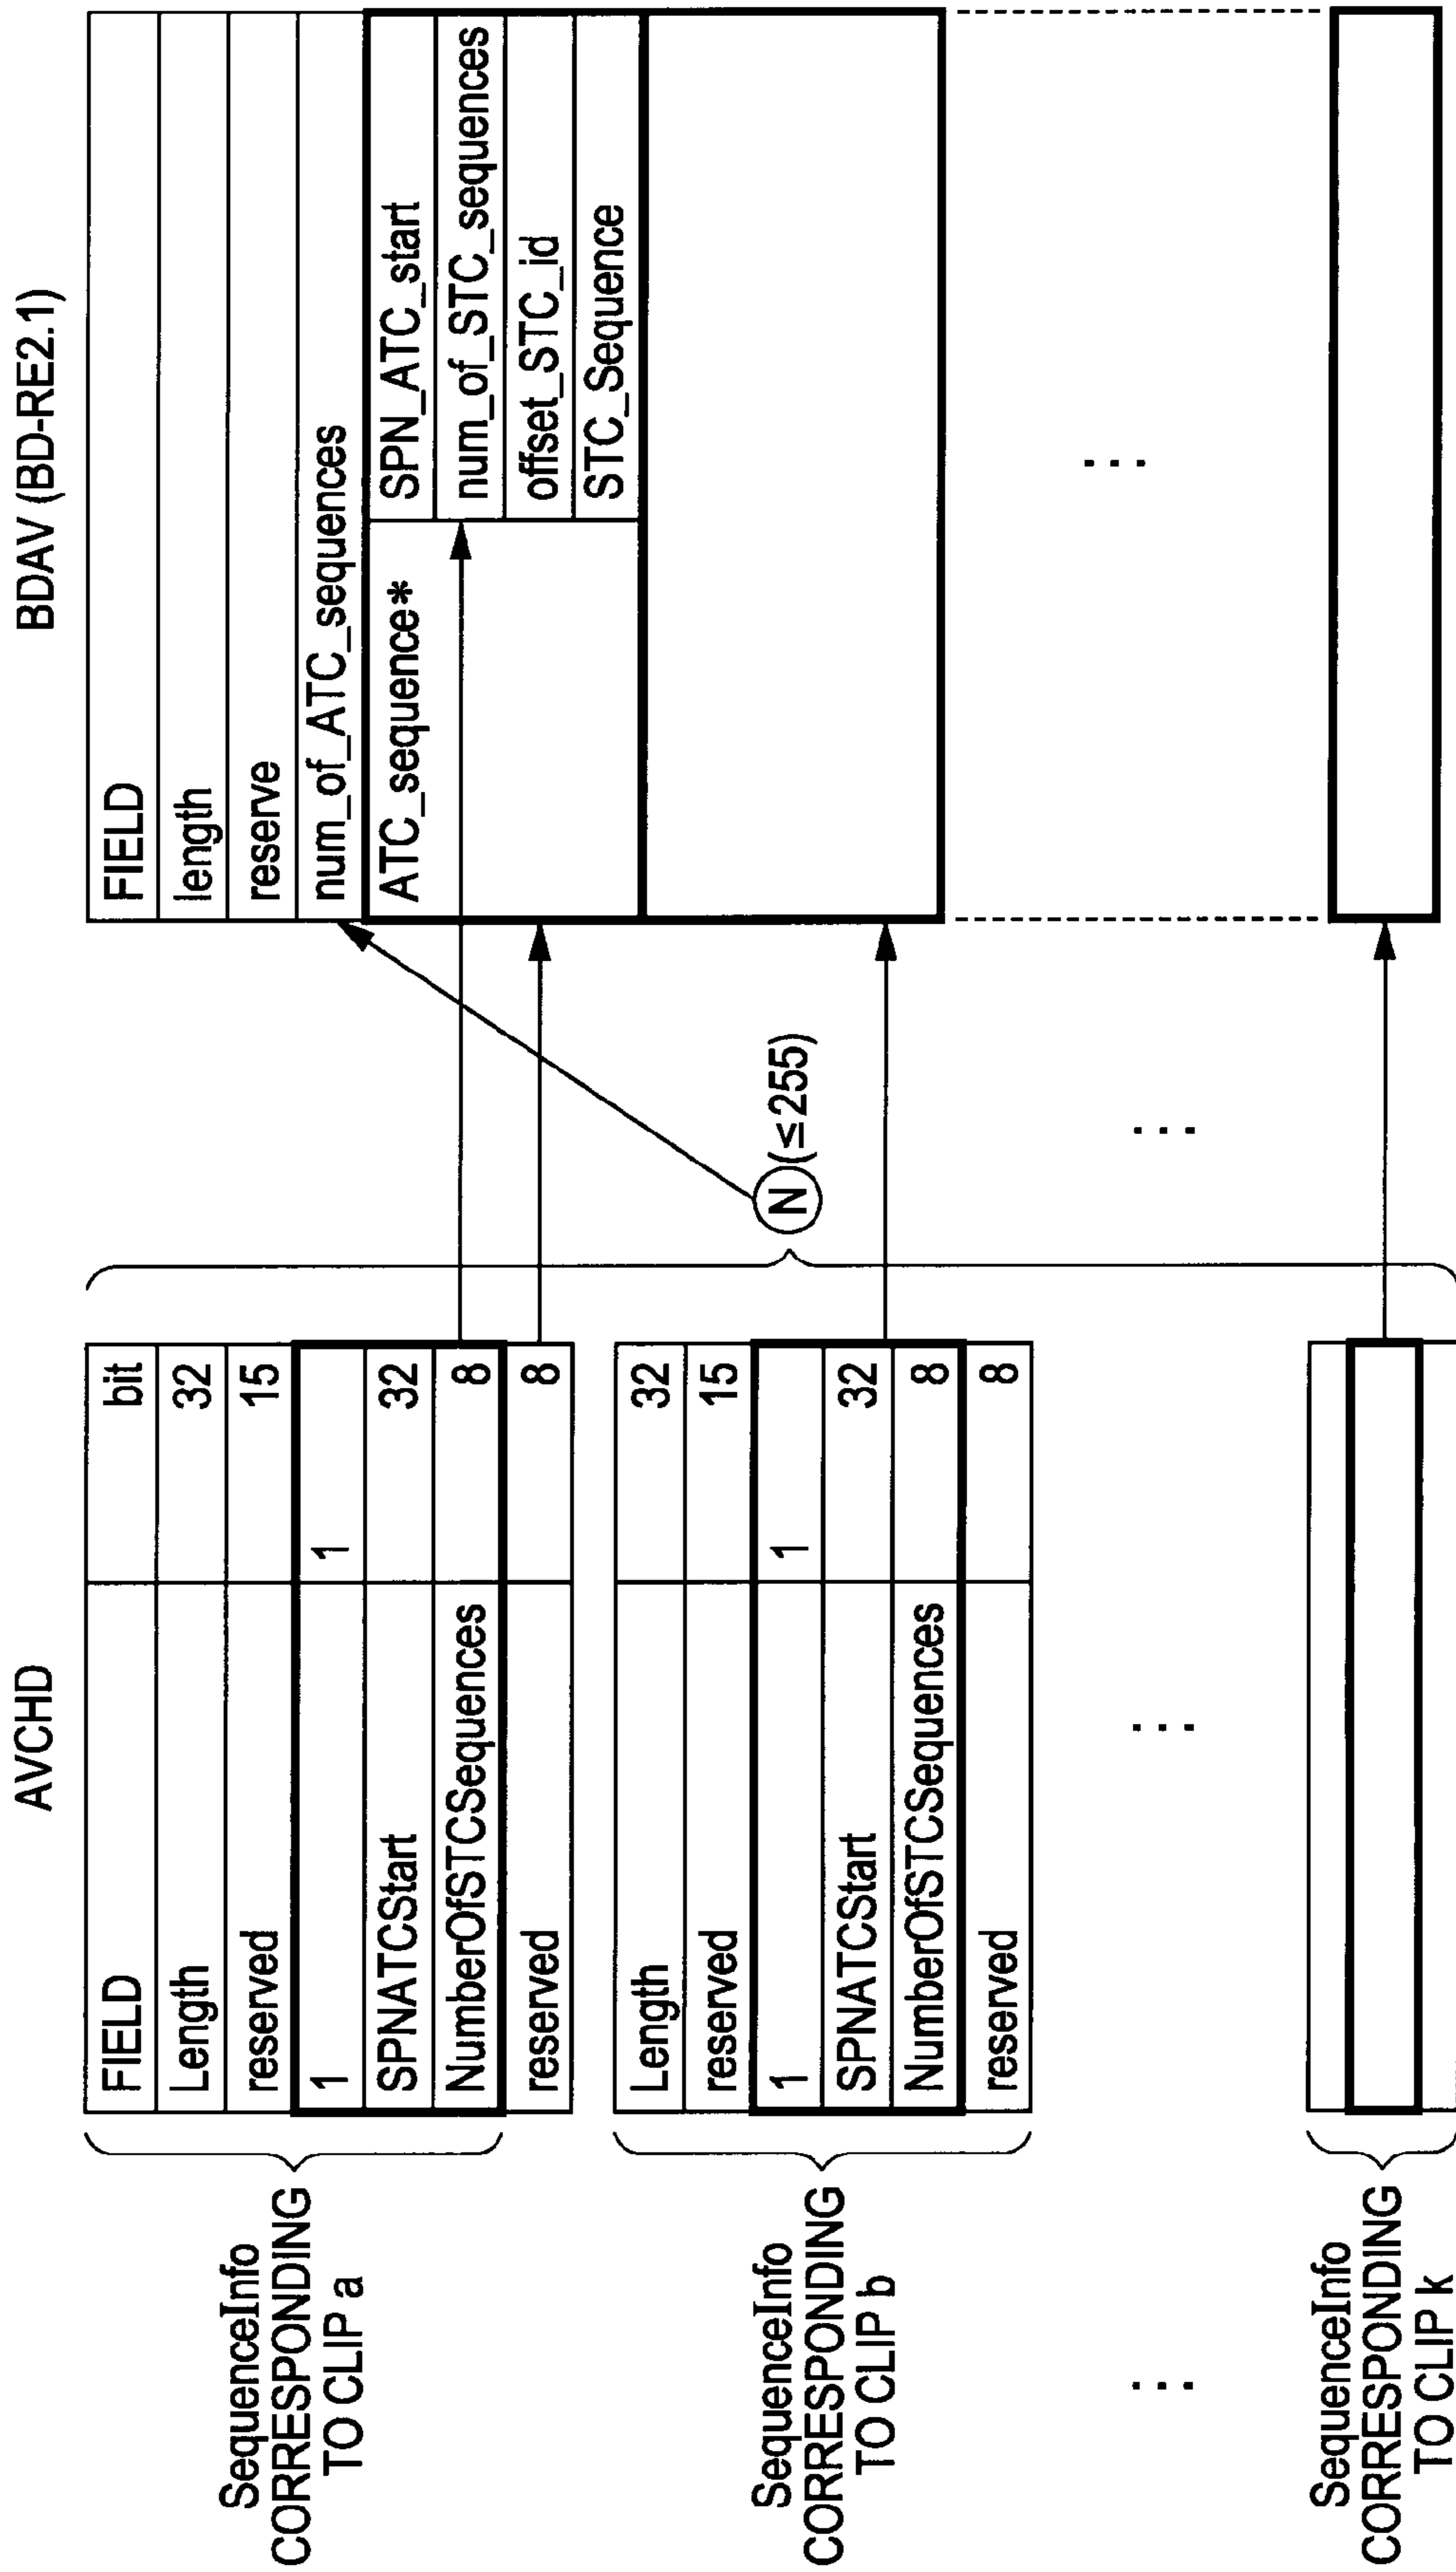 AVCHD
FIELD bit
Length 32
reserved 15
1 1
SPNATCStart 32
NumberOfSTCSequences 8
reserved 8
SequenceInfo
CORRESPONDING
TO CLIP a
Length 32
reserved 15
1 1
SPNATCStart 32
NumberOfSTCSequences 8
reserved 8
SequenceInfo
CORRESPONDING
TO CLIP b
...
...
SequenceInfo
CORRESPONDING
TO CLIP k
N (≤255)
...
BDAV (BD-RE2.1)
FIELD
length
reserve
num_of_ATC_sequences
ATC_sequence*
SPN_ATC_start
num_of_STC_sequences
offset_STC_id
STC_Sequence
...